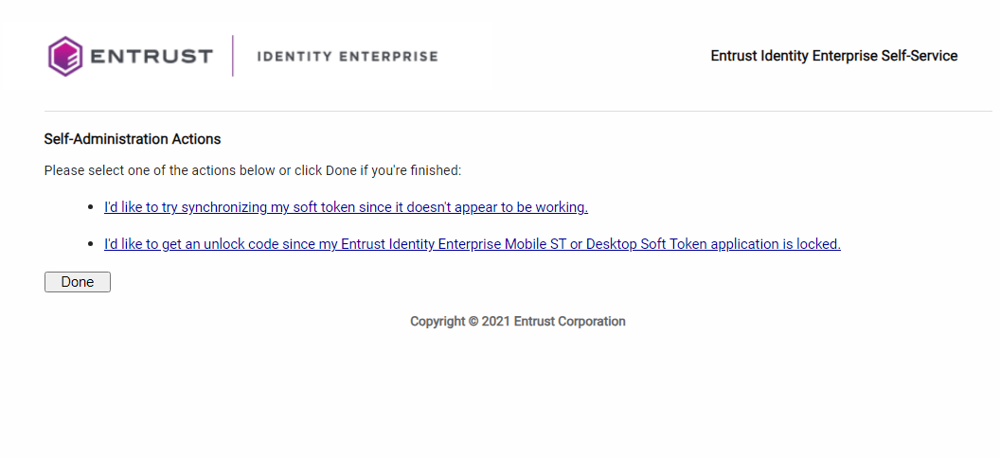 ENTRUST IDENTITY ENTERPRISE
Entrust Identity Enterprise Self-Service
Self-Administration Actions
Please select one of the actions below or click Done if you're finished:
I'd like to try synchronizing my soft token since it doesn't appear to be working.
I'd like to get an unlock code since my Entrust Identity Enterprise Mobile ST or Desktop Soft Token application is locked.
Done
Copyright © 2021 Entrust Corporation